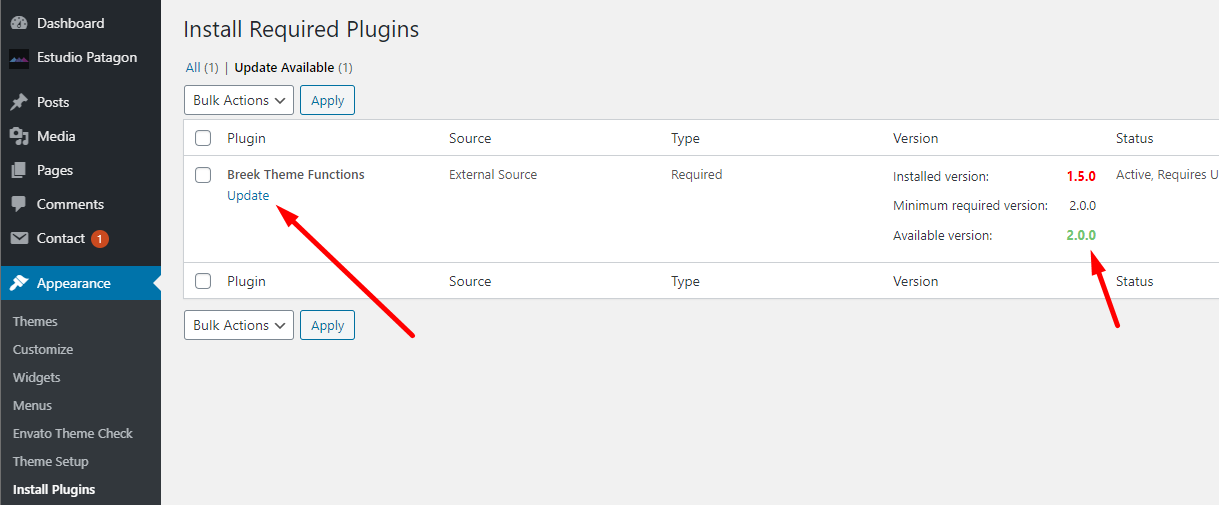 Dashboard
Estudio Patagon
Posts
Media
Pages
Comments
Contact 1
Appearance
Themes
Customize
Widgets
Menus
Envato Theme Check
Theme Setup
Install Plugins
Install Required Plugins
All (1) | Update Available (1)
Bulk Actions Apply
Plugin Source Type Version Status
Breek Theme Functions External Source Required Installed version: 1.5.0 Active, Requires U
Update
Minimum required version: 2.0.0
Available version: 2.0.0
Plugin Source Type Version Status
Bulk Actions Apply